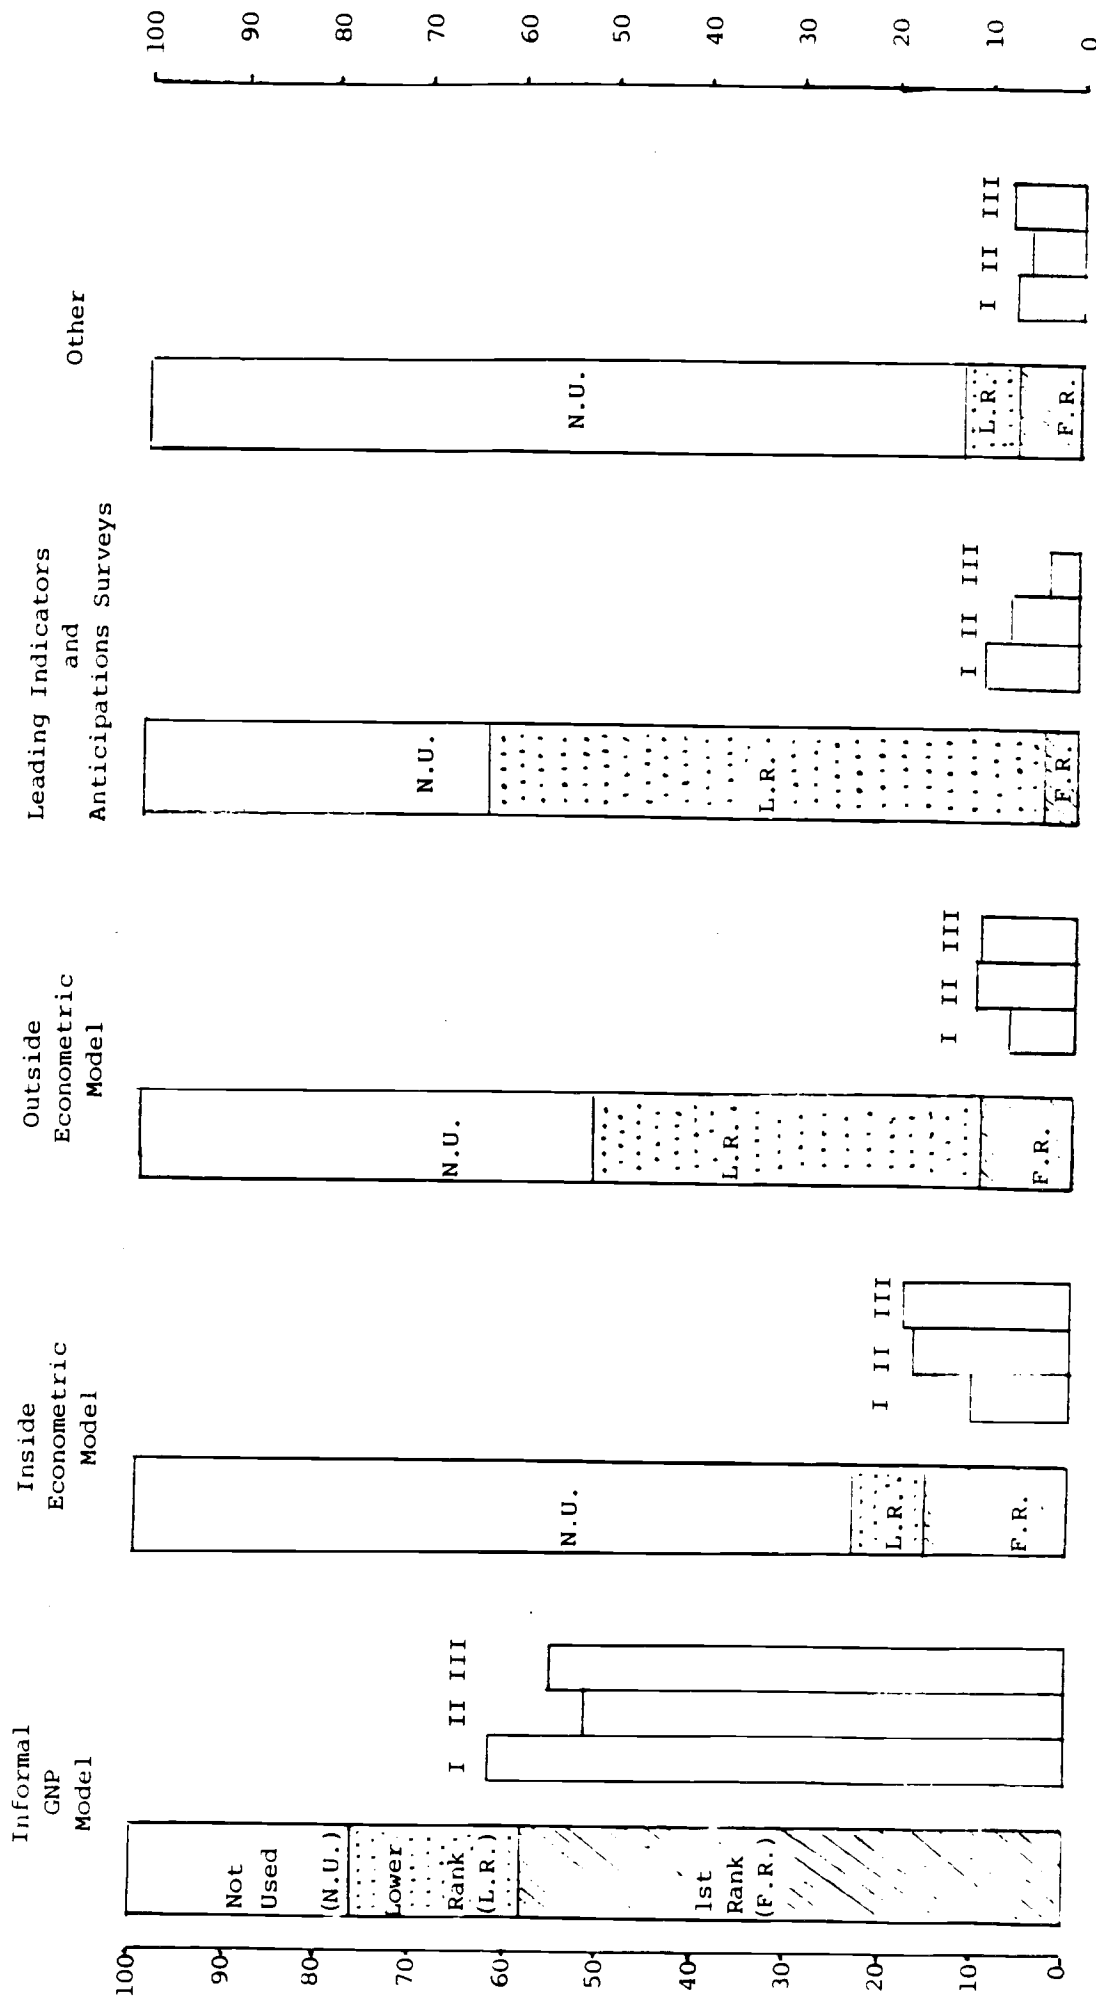 Informal
GNP
Model
Inside
Econometric
Model
Outside
Econometric
Model
Leading Indicators
and
Anticipations Surveys
Other
100
90
80
70
60
50
40
30
20
10
0
Not
Used
(N.U.)
Lower
Rank
(L.R.)
1st
Rank
(F.R.)
I II III
N.U.
L.R.
F.R.
I II III
N.U.
L.R.
F.R.
I II III
N.U.
L.R.
F.R.
I II III
N.U.
L.R.
F.R.
I II III
100
90
80
70
60
50
40
30
20
10
0